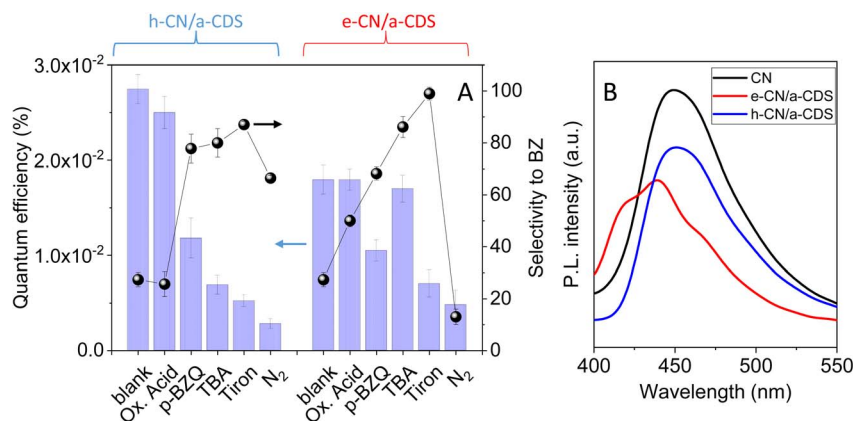 h-CN/a-CDS
e-CN/a-CDS
Quantum efficiency (%)
3.0x10⁻²
2.0x10⁻²
1.0x10⁻²
0.0
A
100
80
60
40
20
0
Selectivity to BZ
blank
Ox. Acid
p-BZQ
TBA
Tiron
N₂
blank
Ox. Acid
p-BZQ
TBA
Tiron
N₂
B
CN
e-CN/a-CDS
h-CN/a-CDS
P.L. intensity (a.u.)
400
450
500
550
Wavelength (nm)